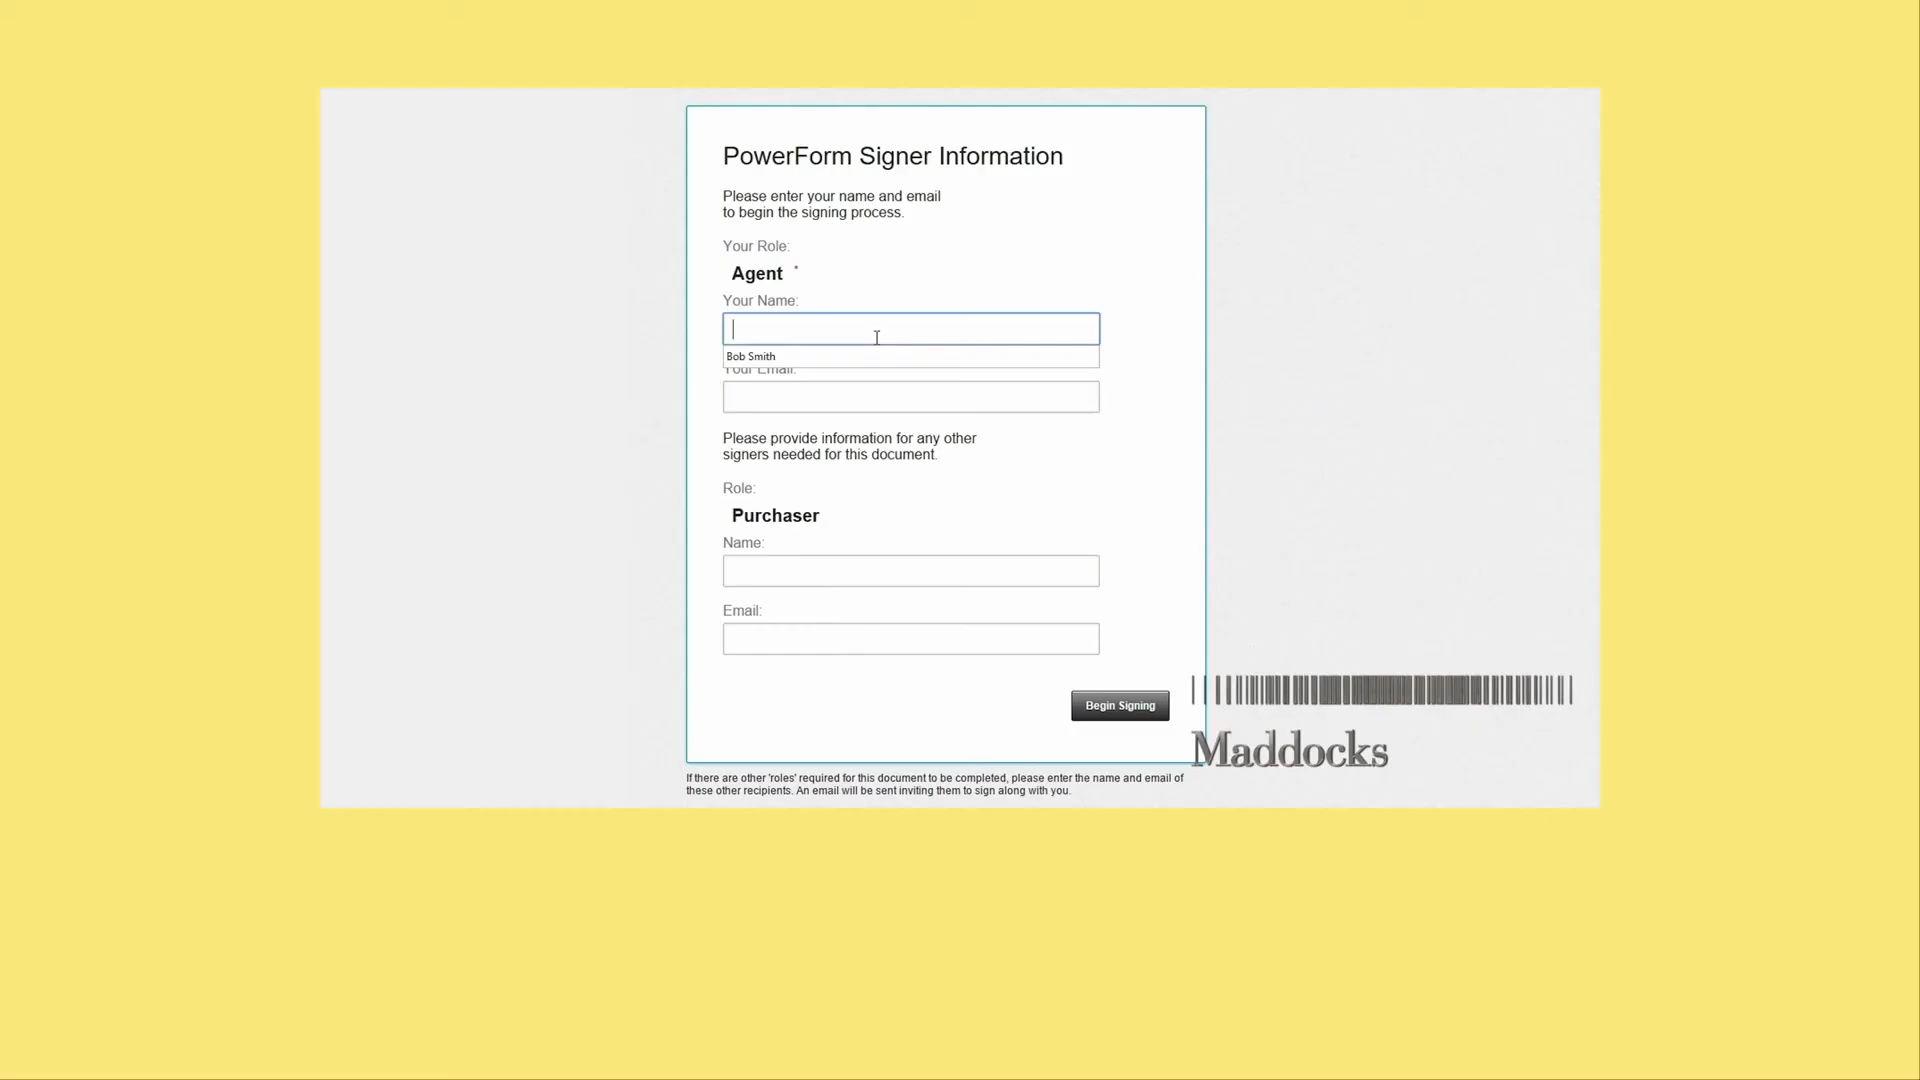 PowerForm Signer Information
Please enter your name and email
to begin the signing process.
Your Role:
Agent *
Your Name:
Bob Smith
Your Email:
Please provide information for any other
signers needed for this document.
Role:
Purchaser
Name:
Email:
Begin Signing
Maddocks
If there are other 'roles' required for this document to be completed, please enter the name and email of
these other recipients. An email will be sent inviting them to sign along with you.